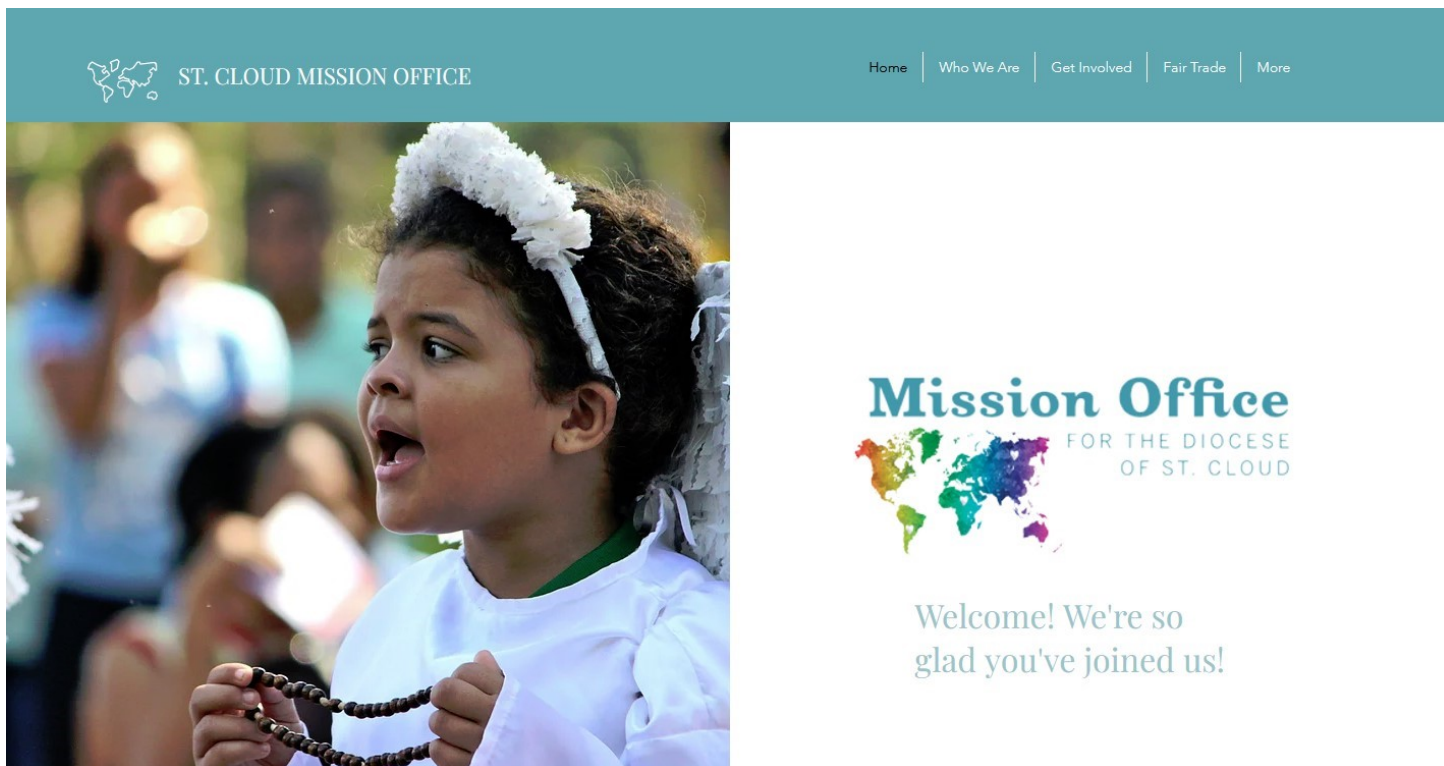 ST. CLOUD MISSION OFFICE
Home
Who We Are
Get Involved
Fair Trade
More
Mission Office
FOR THE DIOCESE
OF ST. CLOUD
Welcome! We're so
glad you've joined us!